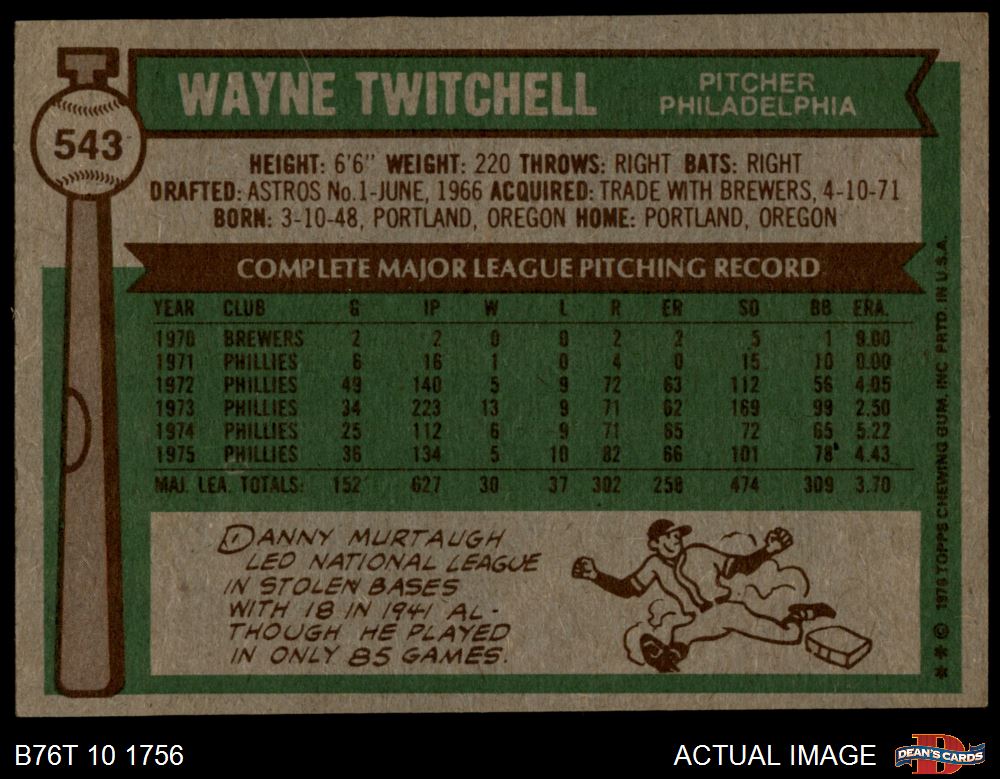 543
WAYNE TWITCHELL
PITCHER
PHILADELPHIA
HEIGHT: 6'6" WEIGHT: 220 THROWS: RIGHT BATS: RIGHT
DRAFTED: ASTROS No.1-JUNE, 1966 ACQUIRED: TRADE WITH BREWERS, 4-10-71
BORN: 3-10-48, PORTLAND, OREGON HOME: PORTLAND, OREGON
COMPLETE MAJOR LEAGUE PITCHING RECORD
YEAR CLUB G IP W L R ER SO BB ERA.
1970 BREWERS 2 2 0 0 2 2 5 1 9.00
1971 PHILLIES 6 16 1 0 4 0 15 10 0.00
1972 PHILLIES 49 140 5 9 72 63 112 56 4.05
1973 PHILLIES 34 223 13 9 71 62 169 99 2.50
1974 PHILLIES 25 112 6 9 71 65 72 65 5.22
1975 PHILLIES 36 134 5 10 82 66 101 78 4.43
MAJ. LEA. TOTALS: 152 627 30 37 302 258 474 309 3.70
DANNY MURTAUGH
LED NATIONAL LEAGUE
IN STOLEN BASES
WITH 18 IN 1941 AL-
THOUGH HE PLAYED
IN ONLY 85 GAMES.
** © 1976 TOPPS CHEWING GUM, INC PRTD. IN U.S.A.
B76T 10 1756
ACTUAL IMAGE
DEAN'S CARDS